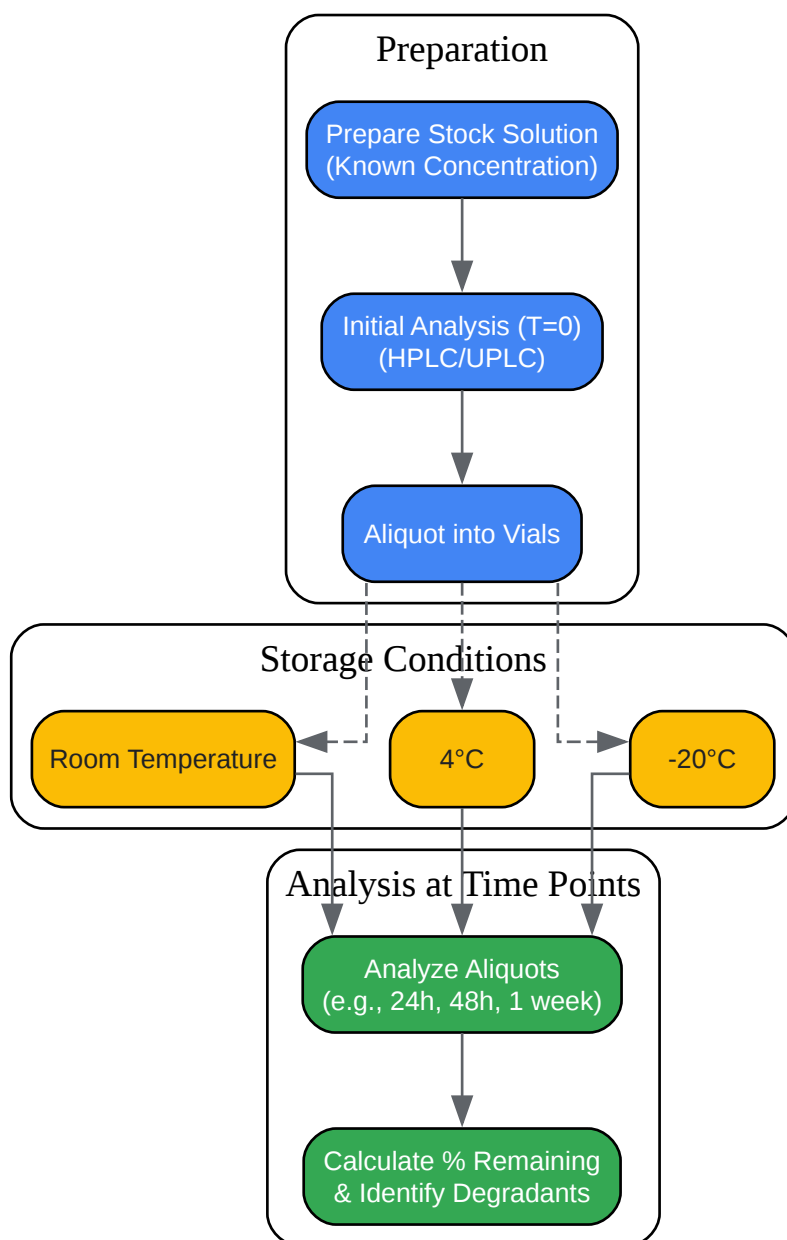 Preparation
Prepare Stock Solution
(Known Concentration)
Initial Analysis (T=0)
(HPLC/UPLC)
Aliquot into Vials
Storage Conditions
Room Temperature
4°C
-20°C
Analysis at Time Points
Analyze Aliquots
(e.g., 24h, 48h, 1 week)
Calculate % Remaining
& Identify Degradants